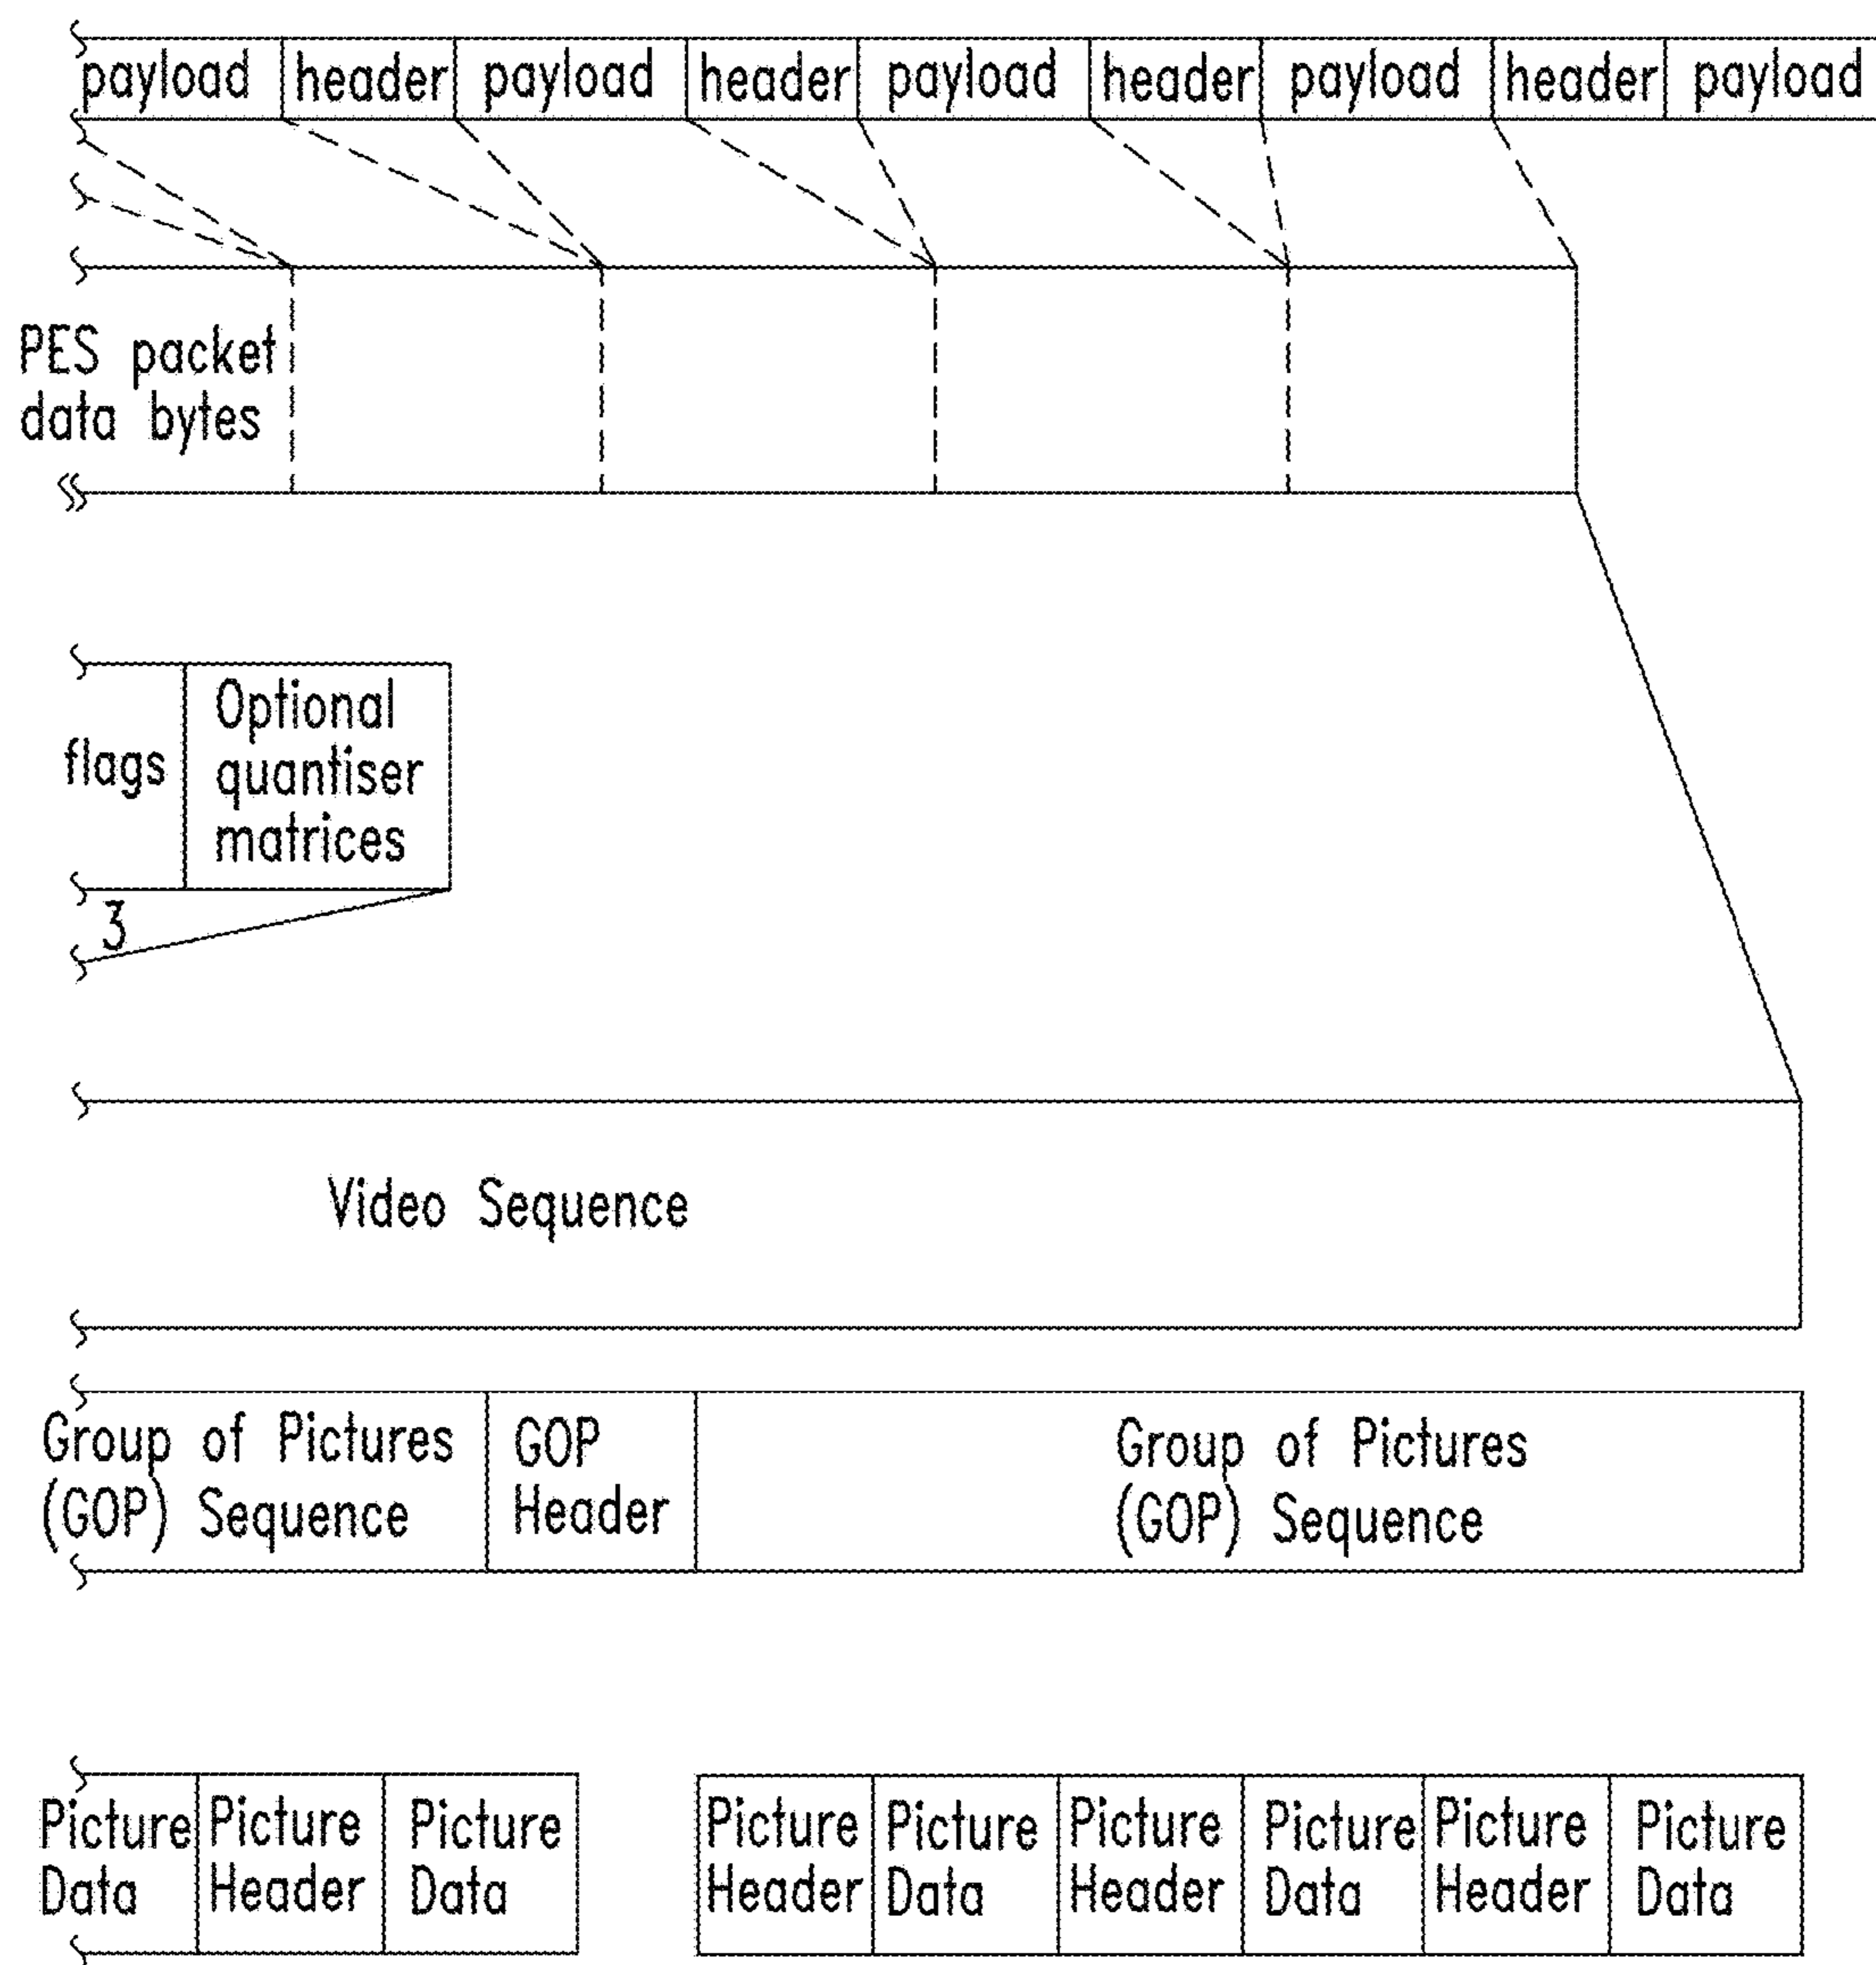 payload header payload header payload header payload header payload
PES packet
data bytes
flags
Optional
quantiser
matrices
3
Video Sequence
Group of Pictures
(GOP) Sequence
GOP
Header
Group of Pictures
(GOP) Sequence
Picture
Data
Picture
Header
Picture
Data
Picture
Header
Picture
Data
Picture
Header
Picture
Data
Picture
Header
Picture
Data